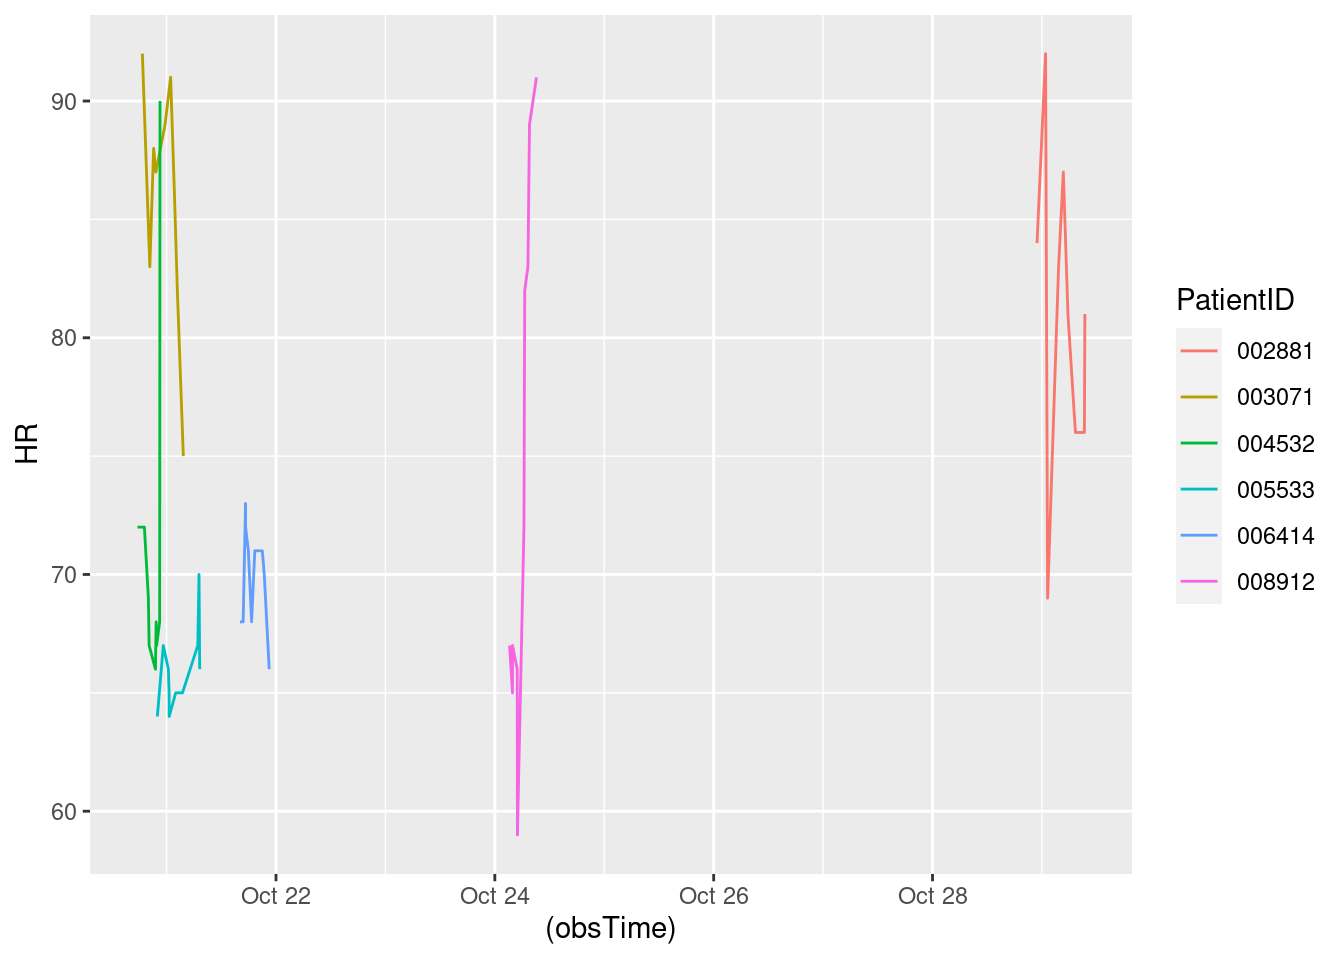 90
80
70
60
HR
Oct 22
Oct 24
Oct 26
Oct 28
(obsTime)
PatientID
002881
003071
004532
005533
006414
008912